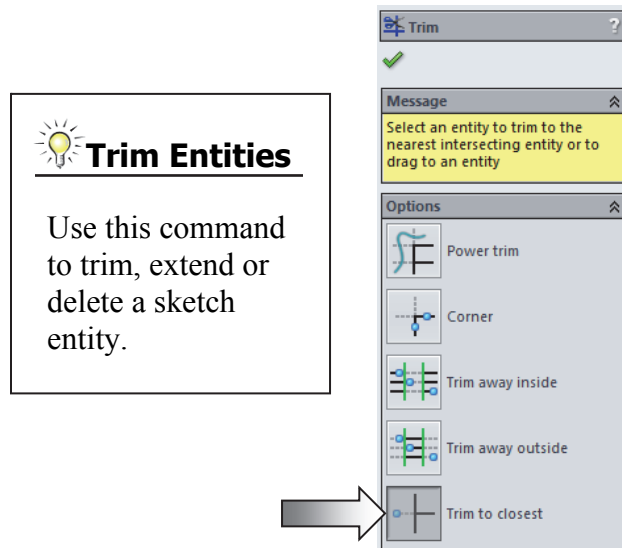 Trim Entities
Use this command
to trim, extend or
delete a sketch
entity.
Trim ?
Message
Select an entity to trim to the
nearest intersecting entity or to
drag to an entity
Options
Power trim
Corner
Trim away inside
Trim away outside
Trim to closest